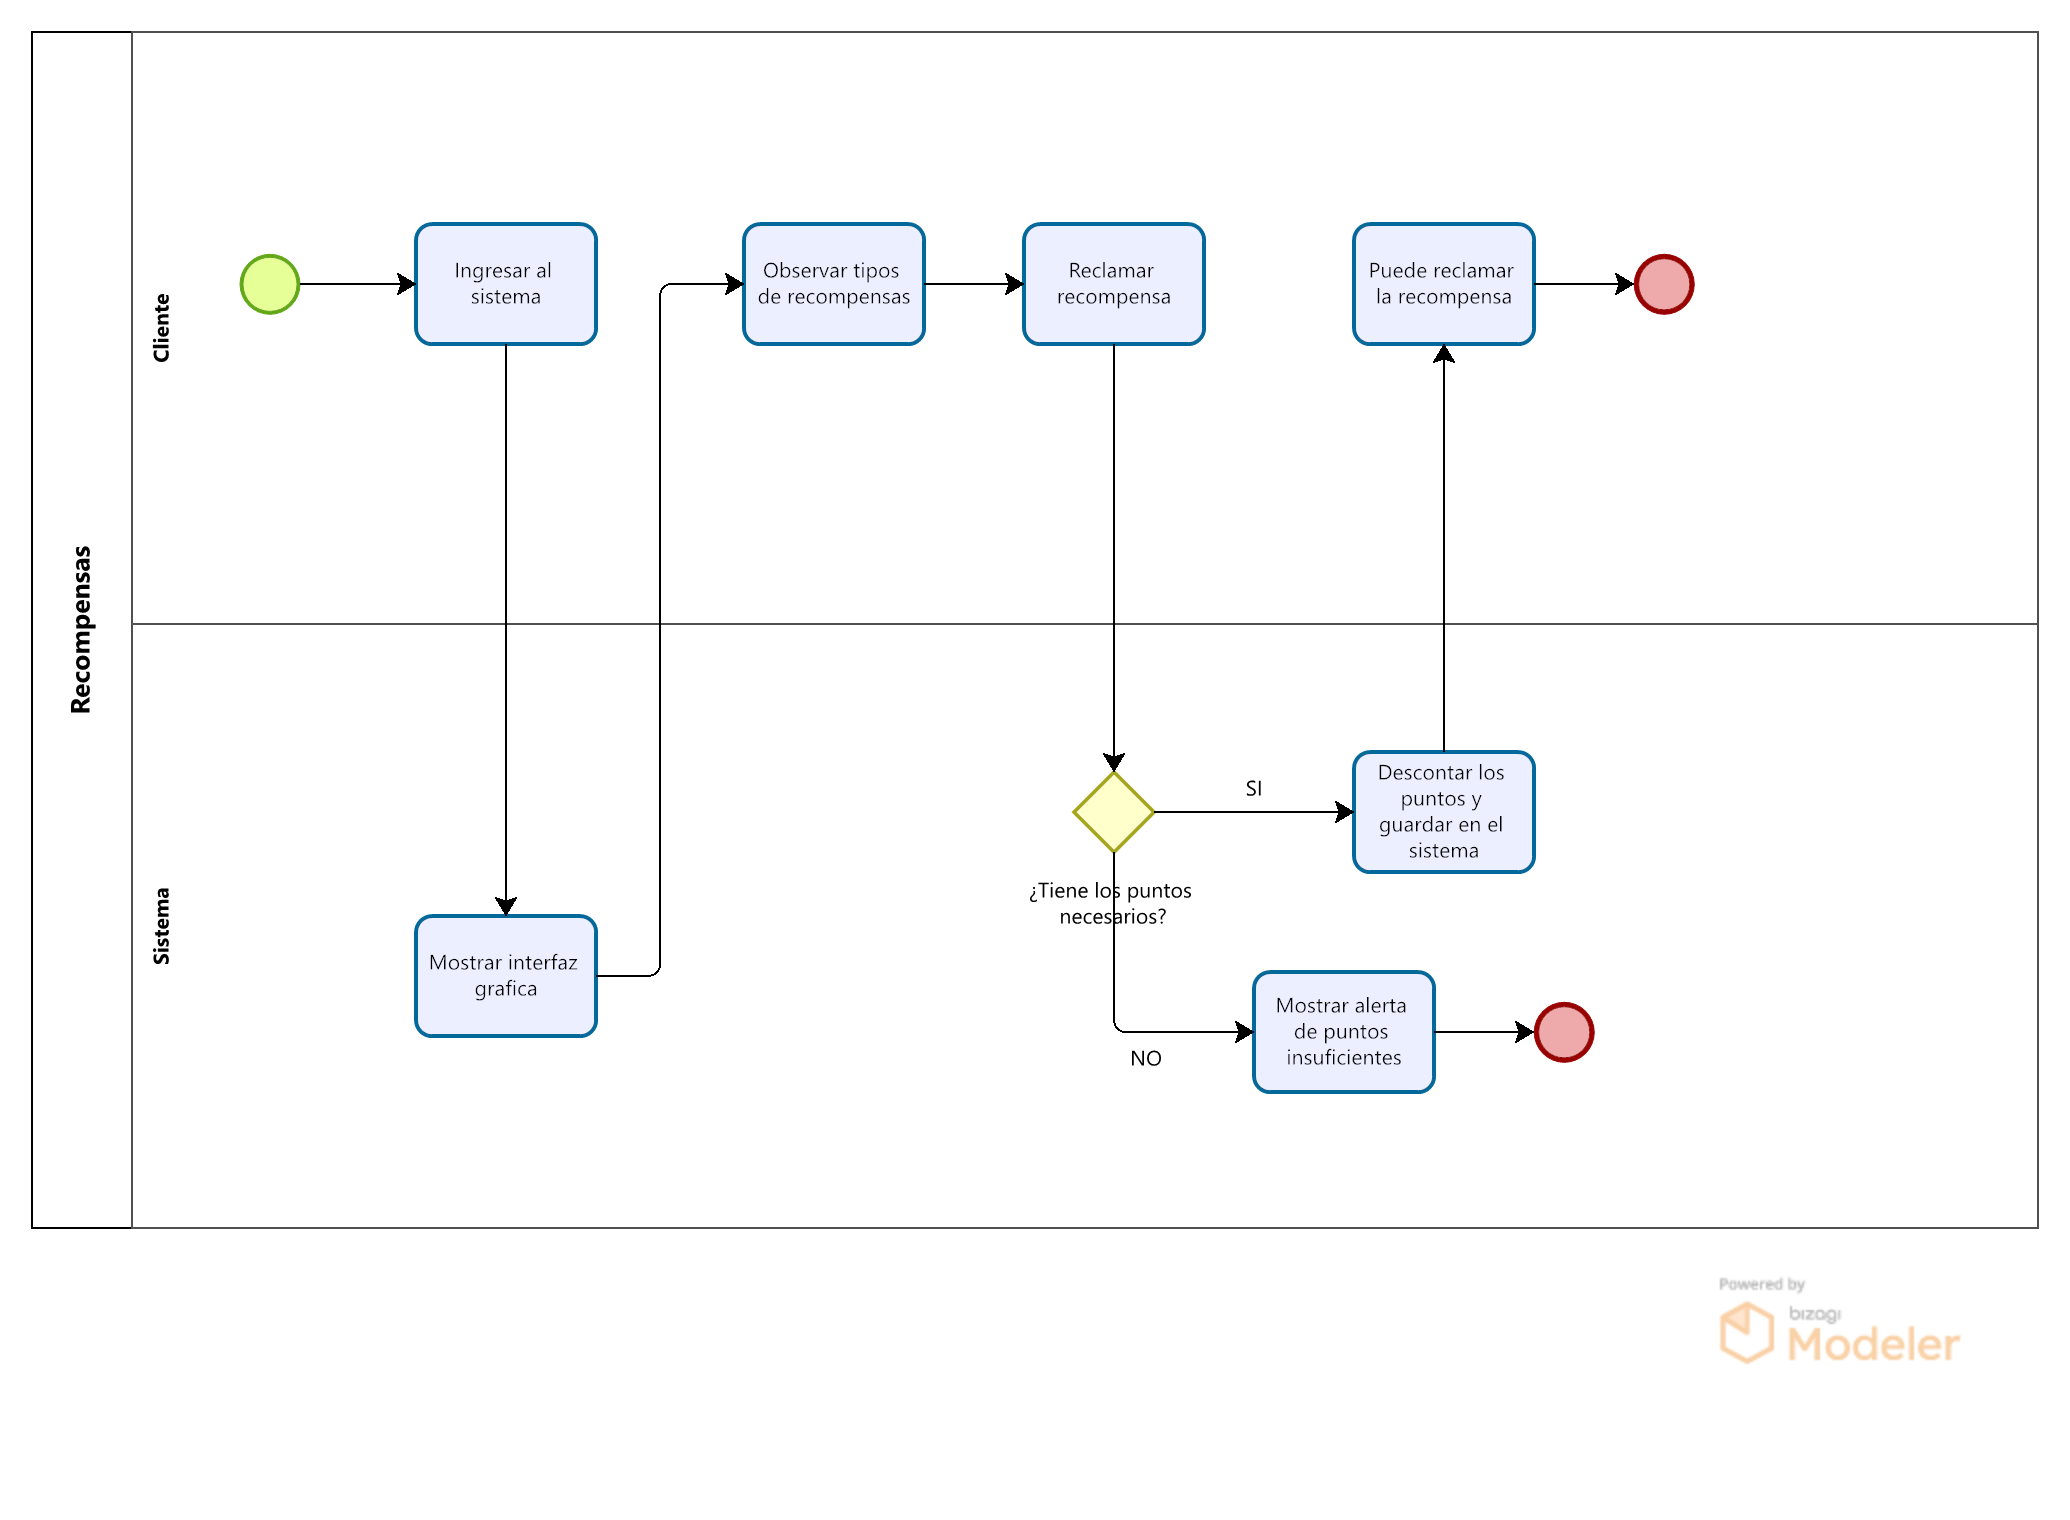 Recompensas
Cliente
Ingresar al
sistema
Observar tipos
de recompensas
Reclamar
recompensa
Puede reclamar
la recompensa
Sistema
Mostrar interfaz
grafica
¿Tiene los puntos
necesarios?
SI
Descontar los
puntos y
guardar en el
sistema
NO
Mostrar alerta
de puntos
insuficientes
Powered by
bizagi
Modeler